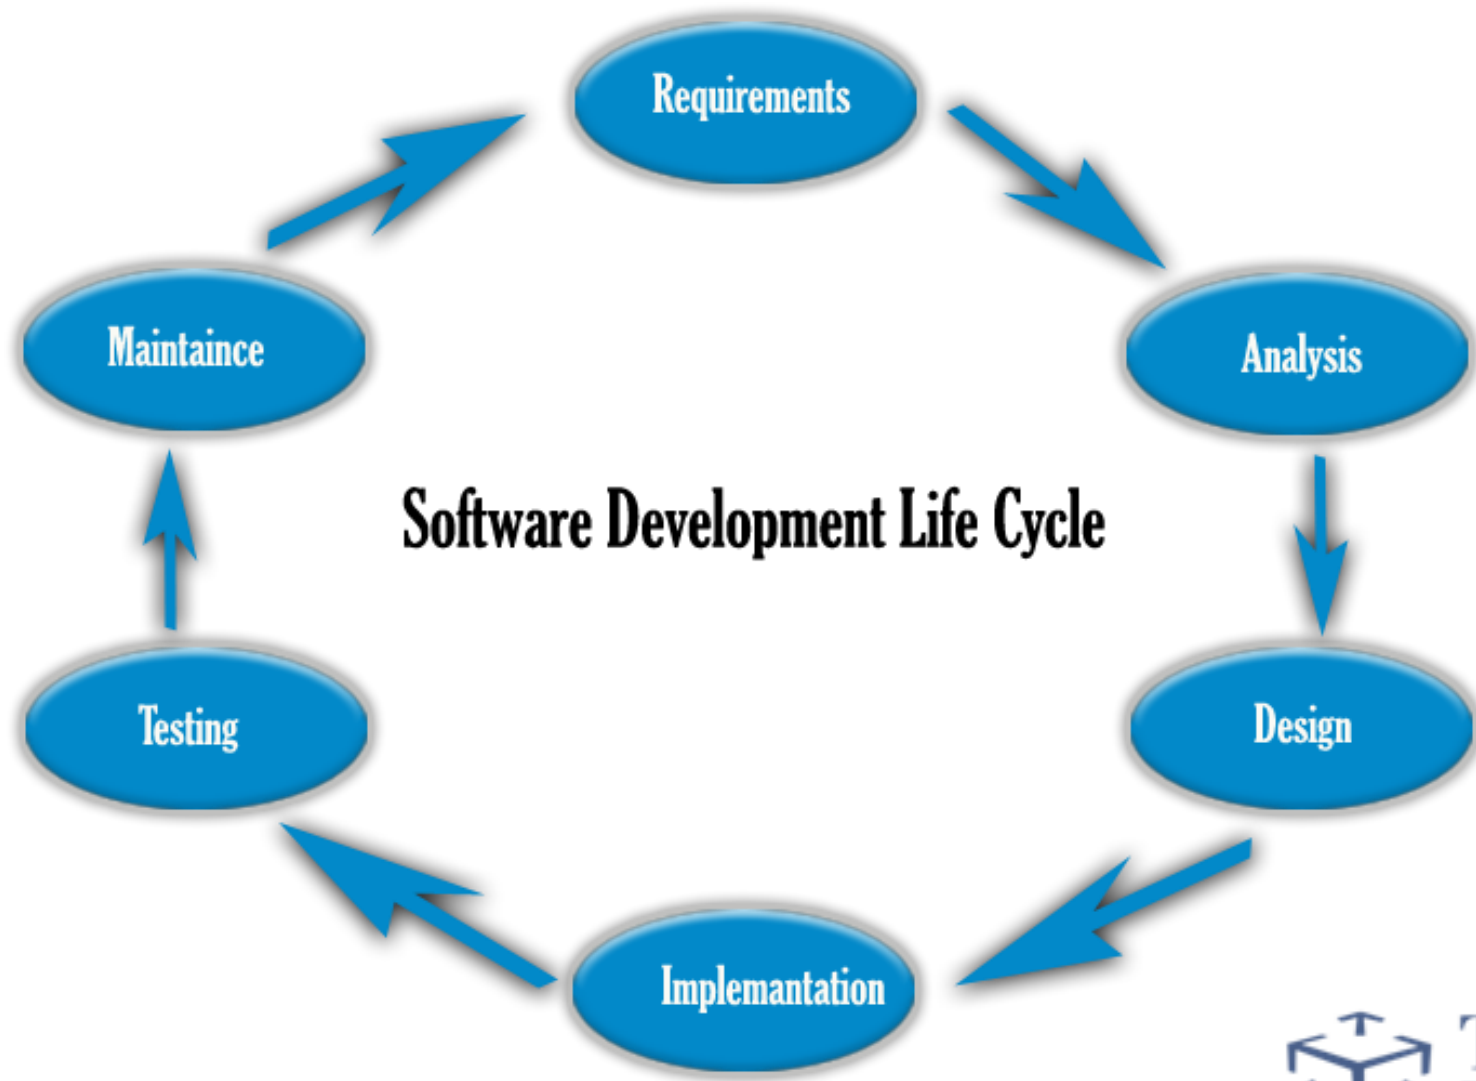 Requirements
Analysis
Design
Implemantation
Testing
Maintaince
Software Development Life Cycle
T